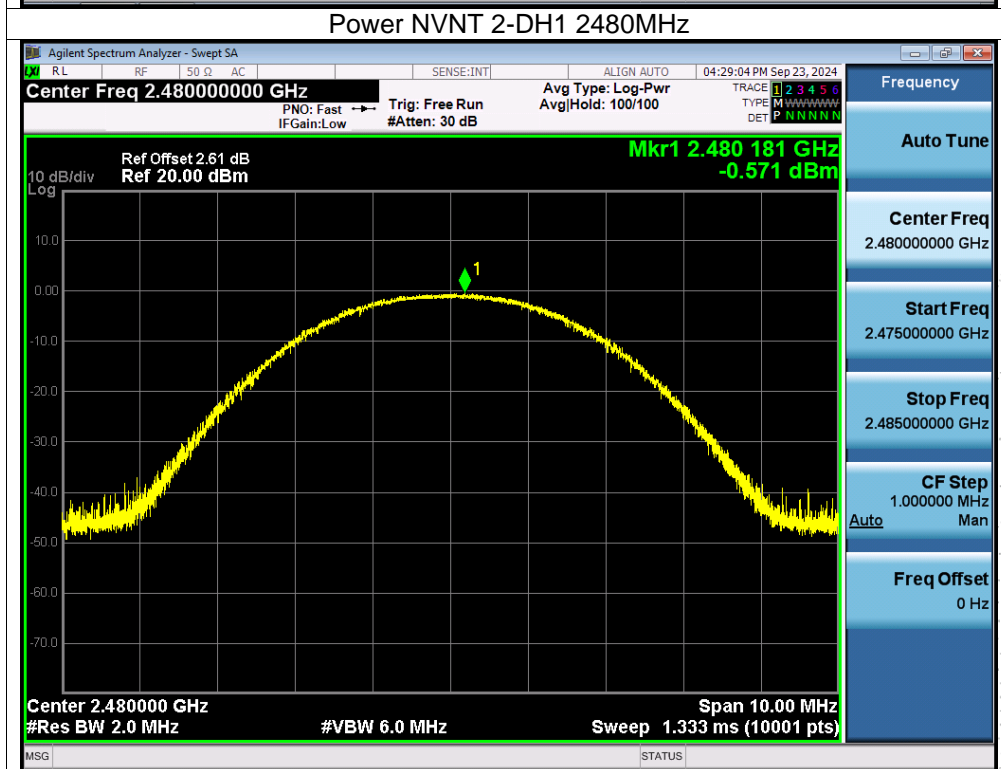 Power NVNT 2-DH1 2480MHz
Agilent Spectrum Analyzer - Swept SA
LXI RL RF 50 Ω AC SENSE:INT ALIGN AUTO 04:29:04 PM Sep 23, 2024
Center Freq 2.480000000 GHz
PNO: Fast
IFGain:Low
Trig: Free Run
#Atten: 30 dB
Avg Type: Log-Pwr
Avg|Hold: 100/100
TRACE 1 2 3 4 5 6
TYPE M WWWWW
DET P N N N N N
Frequency
Auto Tune
Center Freq
2.480000000 GHz
Start Freq
2.475000000 GHz
Stop Freq
2.485000000 GHz
CF Step
1.000000 MHz
Auto Man
Freq Offset
0 Hz
Mkr1 2.480 181 GHz
-0.571 dBm
Ref Offset 2.61 dB
10 dB/div Ref 20.00 dBm
Log
10.0
0.00
-10.0
-20.0
-30.0
-40.0
-50.0
-60.0
-70.0
1
Center 2.480000 GHz Span 10.00 MHz
#Res BW 2.0 MHz #VBW 6.0 MHz Sweep 1.333 ms (10001 pts)
MSG STATUS